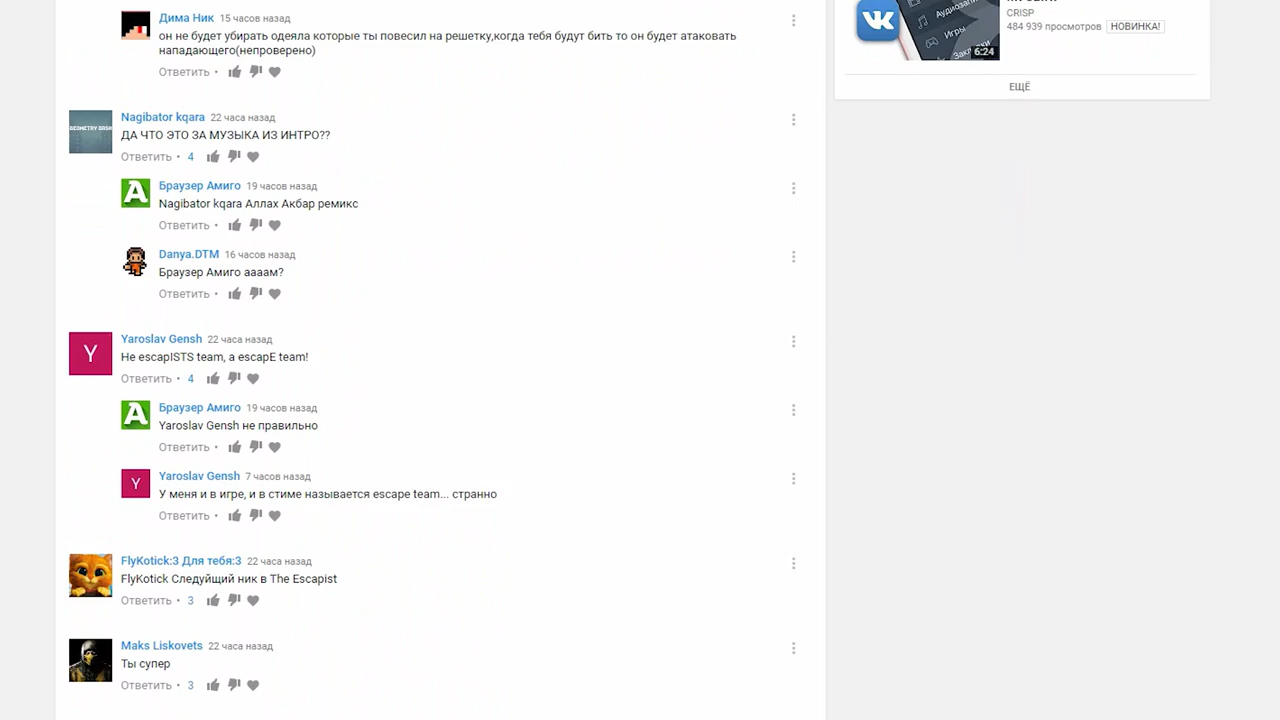 Дима Ник 15 часов назад
он не будет убирать одеяла которые ты повесил на решетку,когда тебя будут бить то он будет атаковать
нападающего(непроверено)
Ответить •
Nagibator kqara 22 часа назад
GEOMETRY DASH
ДА ЧТО ЭТО ЗА МУЗЫКА ИЗ ИНТРО??
Ответить • 4
Браузер Амиго 19 часов назад
Nagibator kqara Аллах Акбар ремикс
Ответить •
Danya.DTM 16 часов назад
Браузер Амиго аааам?
Ответить •
Yaroslav Gensh 22 часа назад
Y
Не escapISTS team, а escapE team!
Ответить • 4
Браузер Амиго 19 часов назад
Yaroslav Gensh не правильно
Ответить •
Yaroslav Gensh 7 часов назад
Y
У меня и в игре, и в стиме называется escape team... странно
Ответить •
FlyKotick:3 Для тебя:3 22 часа назад
FlyKotick Следуйщий ник в The Escapist
Ответить • 3
Maks Liskovets 22 часа назад
Ты супер
Ответить • 3
Аудиозаписи
Игры
6:24
CRISP
484 939 просмотров НОВИНКА!
ЕЩЁ